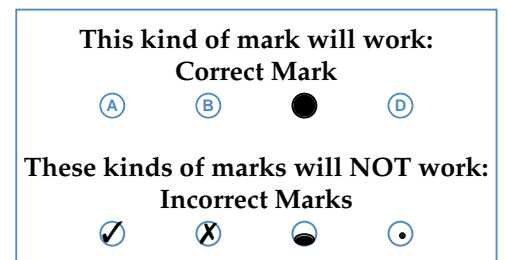 This kind of mark will work:
Correct Mark
A B D
These kinds of marks will NOT work:
Incorrect Marks